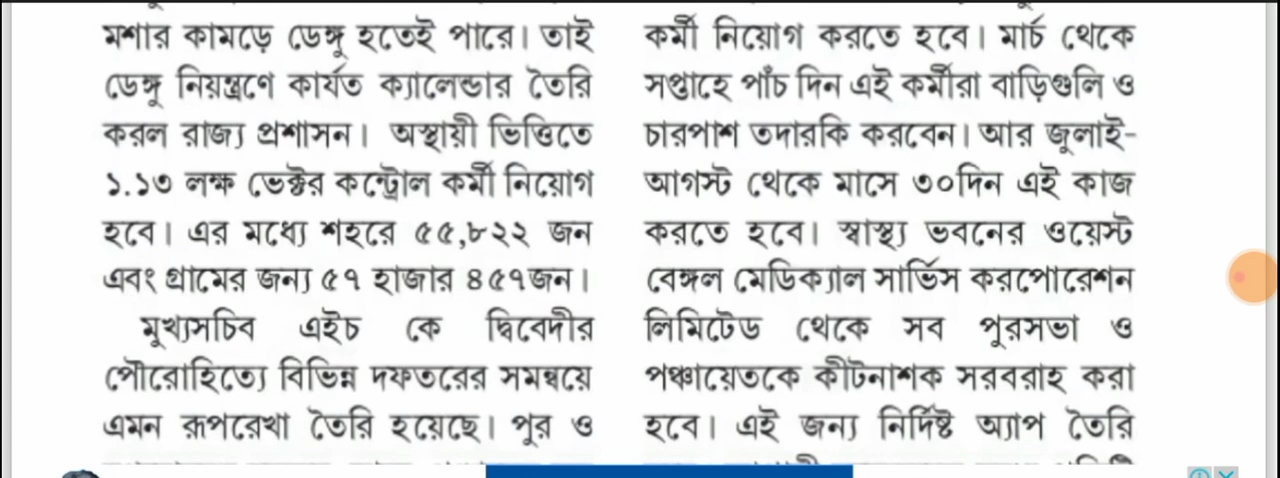 মশার কামড়ে ডেঙ্গু হতেই পারে। তাই
ডেঙ্গু নিয়ন্ত্রণে কার্যত ক্যালেন্ডার তৈরি
করল রাজ্য প্রশাসন। অস্থায়ী ভিত্তিতে
১.১৩ লক্ষ ভেক্টর কন্ট্রোল কর্মী নিয়োগ
হবে। এর মধ্যে শহরে ৫৫,৮২২ জন
এবং গ্রামের জন্য ৫৭ হাজার ৪৫৭জন।
মুখ্যসচিব এইচ কে দ্বিবেদীর
পৌরোহিত্যে বিভিন্ন দফতরের সমন্বয়ে
এমন রূপরেখা তৈরি হয়েছে। পুর ও
কর্মী নিয়োগ করতে হবে। মার্চ থেকে
সপ্তাহে পাঁচ দিন এই কর্মীরা বাড়িগুলি ও
চারপাশ তদারকি করবেন। আর জুলাই-
আগস্ট থেকে মাসে ৩০দিন এই কাজ
করতে হবে। স্বাস্থ্য ভবনের ওয়েস্ট
বেঙ্গল মেডিক্যাল সার্ভিস করপোরেশন
লিমিটেড থেকে সব পুরসভা ও
পঞ্চায়েতকে কীটনাশক সরবরাহ করা
হবে। এই জন্য নির্দিষ্ট অ্যাপ তৈরি